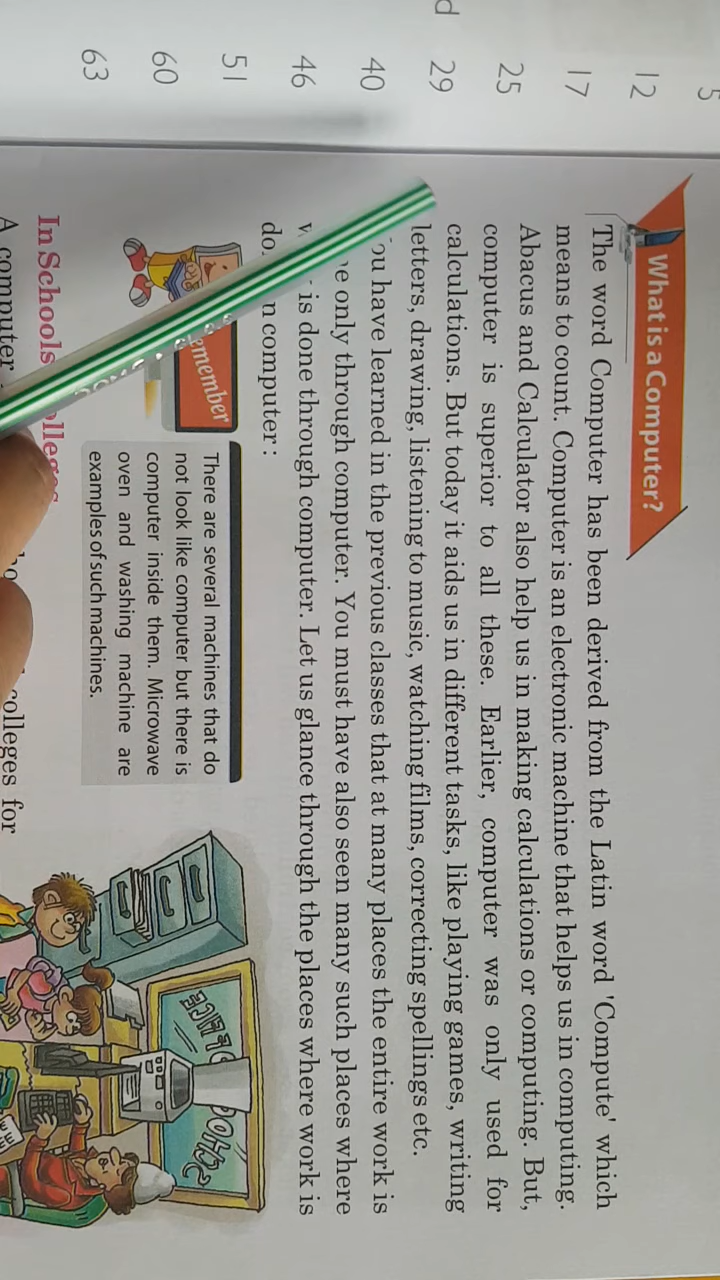 5
12
17
25
d 29
40
46
51
60
63
What is a Computer?
The word Computer has been derived from the Latin word 'Compute' which
means to count. Computer is an electronic machine that helps us in computing.
Abacus and Calculator also help us in making calculations or computing. But,
computer is superior to all these. Earlier, computer was only used for
calculations. But today it aids us in different tasks, like playing games, writing
letters, drawing, listening to music, watching films, correcting spellings etc.
ou have learned in the previous classes that at many places the entire work is
e only through computer. You must have also seen many such places where
is done through computer. Let us glance through the places where work is
do n computer:
emember
There are several machines that do
not look like computer but there is
computer inside them. Microwave
oven and washing machine are
examples of such machines.
In Schools lleges
A computer colleges for